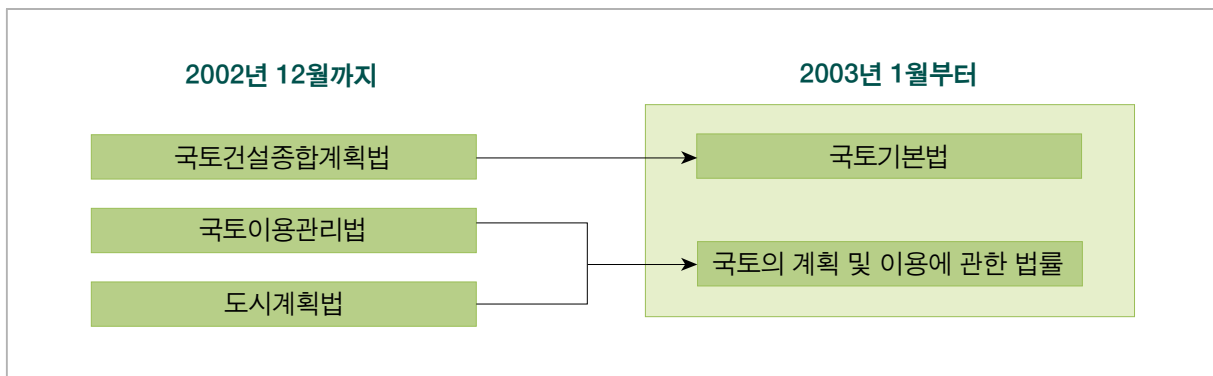 2002년 12월까지
2003년 1월부터
국토건설종합계획법
국토기본법
국토이용관리법
국토의 계획 및 이용에 관한 법률
도시계획법